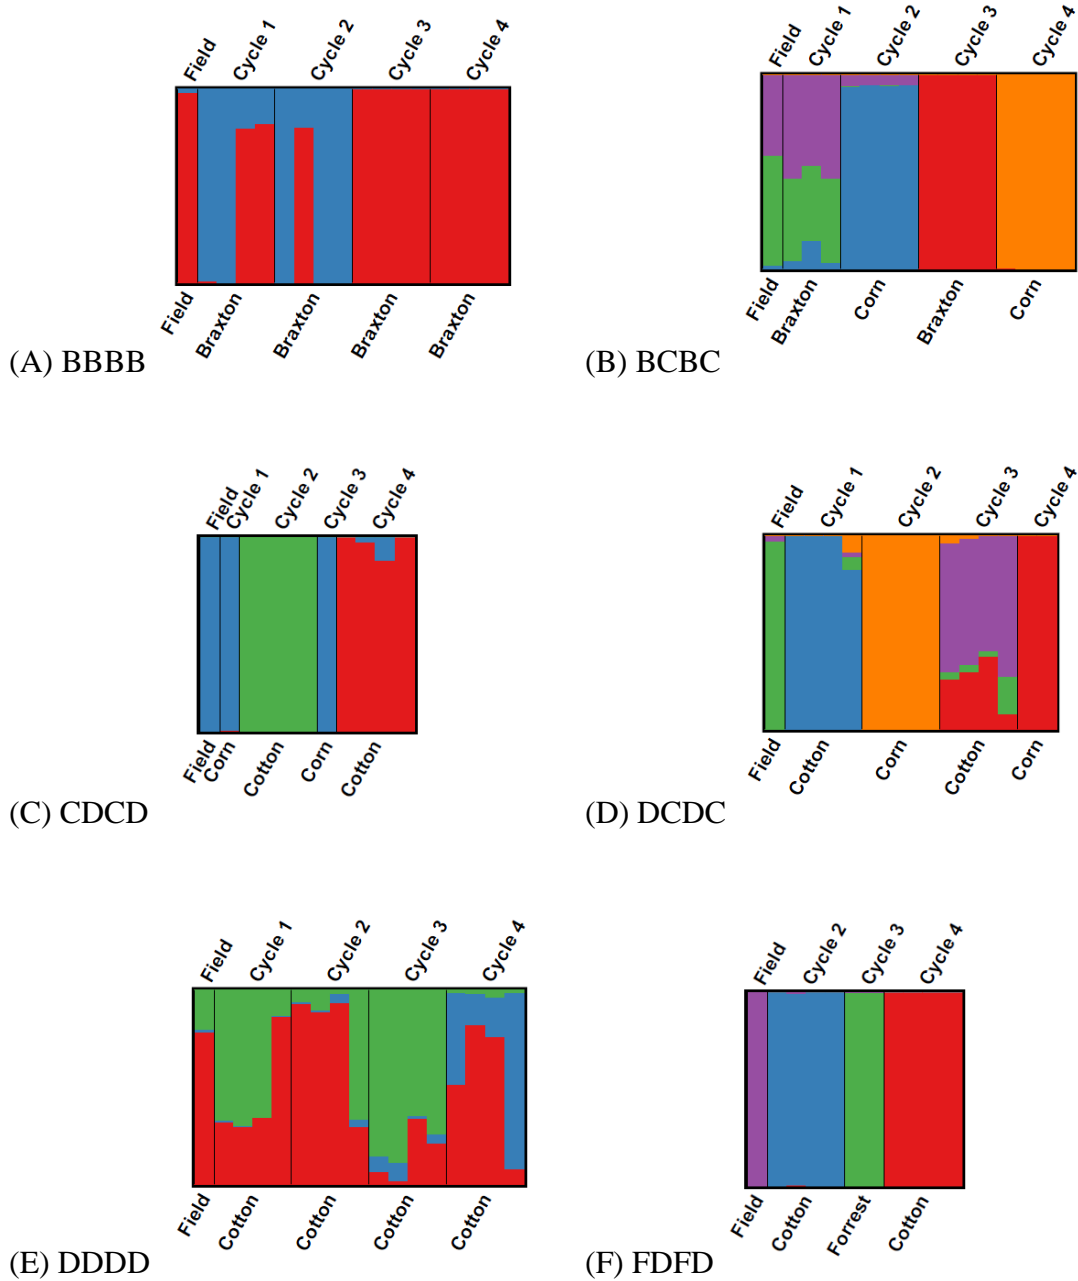 Field Cycle 1 Cycle 2 Cycle 3 Cycle 4
Field Braxton Braxton Braxton Braxton
(A) BBBB
Field Cycle 1 Cycle 2 Cycle 3 Cycle 4
Field Braxton Corn Braxton Corn
(B) BCBC
Field Cycle 1 Cycle 2 Cycle 3 Cycle 4
Field Corn Cotton Corn Cotton
(C) CDCD
Field Cycle 1 Cycle 2 Cycle 3 Cycle 4
Field Cotton Corn Cotton Corn
(D) DCDC
Field Cycle 1 Cycle 2 Cycle 3 Cycle 4
Field Cotton Cotton Cotton Cotton
(E) DDDD
Field Cycle 2 Cycle 3 Cycle 4
Field Cotton Forrest Cotton
(F) FDFD